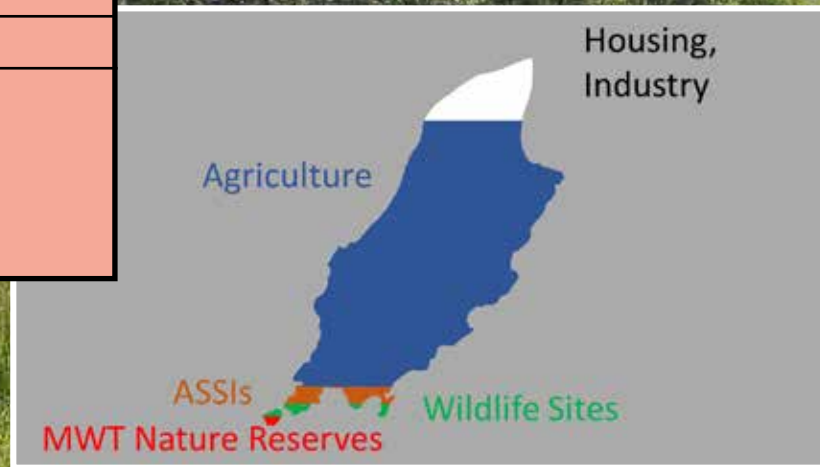 Housing,
Industry
Agriculture
ASSIs
Wildlife Sites
MWT Nature Reserves